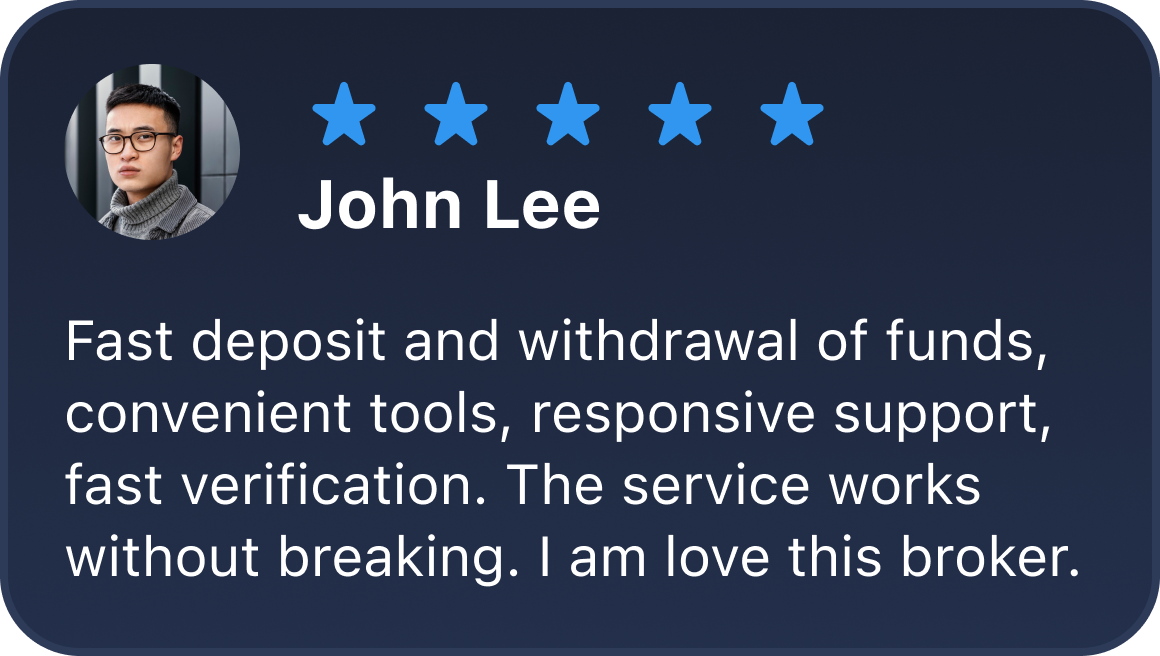 John Lee
Fast deposit and withdrawal of funds,
convenient tools, responsive support,
fast verification. The service works
without breaking. I am love this broker.